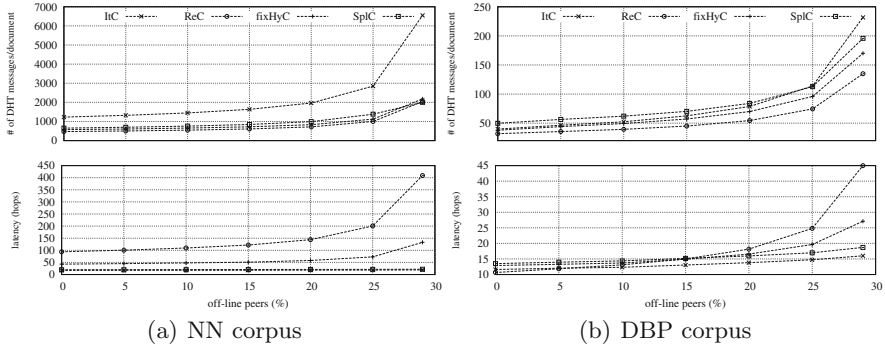 ItC ReC fixHyC SplC
# of DHT messages/document
7000
6000
5000
4000
3000
2000
1000
0
latency (hops)
450
400
350
300
250
200
150
100
50
0
0 5 10 15 20 25 30
off-line peers (%)
(a) NN corpus
ItC ReC fixHyC SplC
# of DHT messages/document
250
200
150
100
50
latency (hops)
45
40
35
30
25
20
15
10
0 5 10 15 20 25 30
off-line peers (%)
(b) DBP corpus